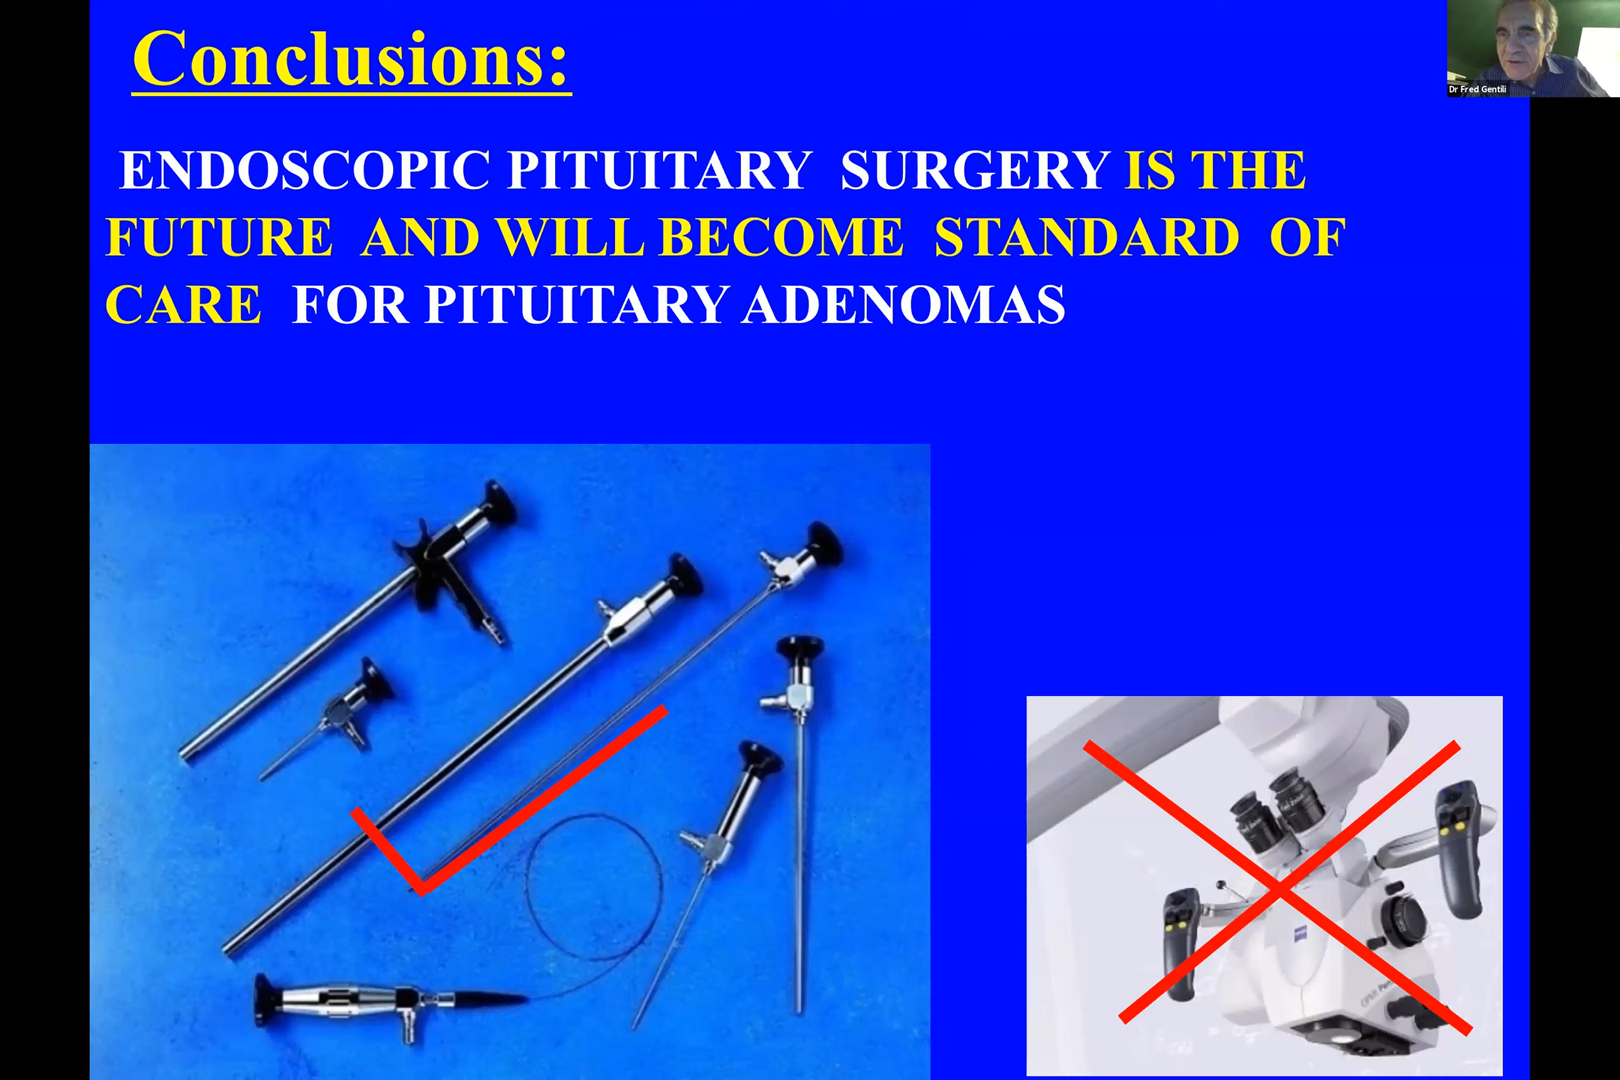 Conclusions:
ENDOSCOPIC PITUITARY SURGERY IS THE
FUTURE AND WILL BECOME STANDARD OF
CARE FOR PITUITARY ADENOMAS
Dr Fred Gentili